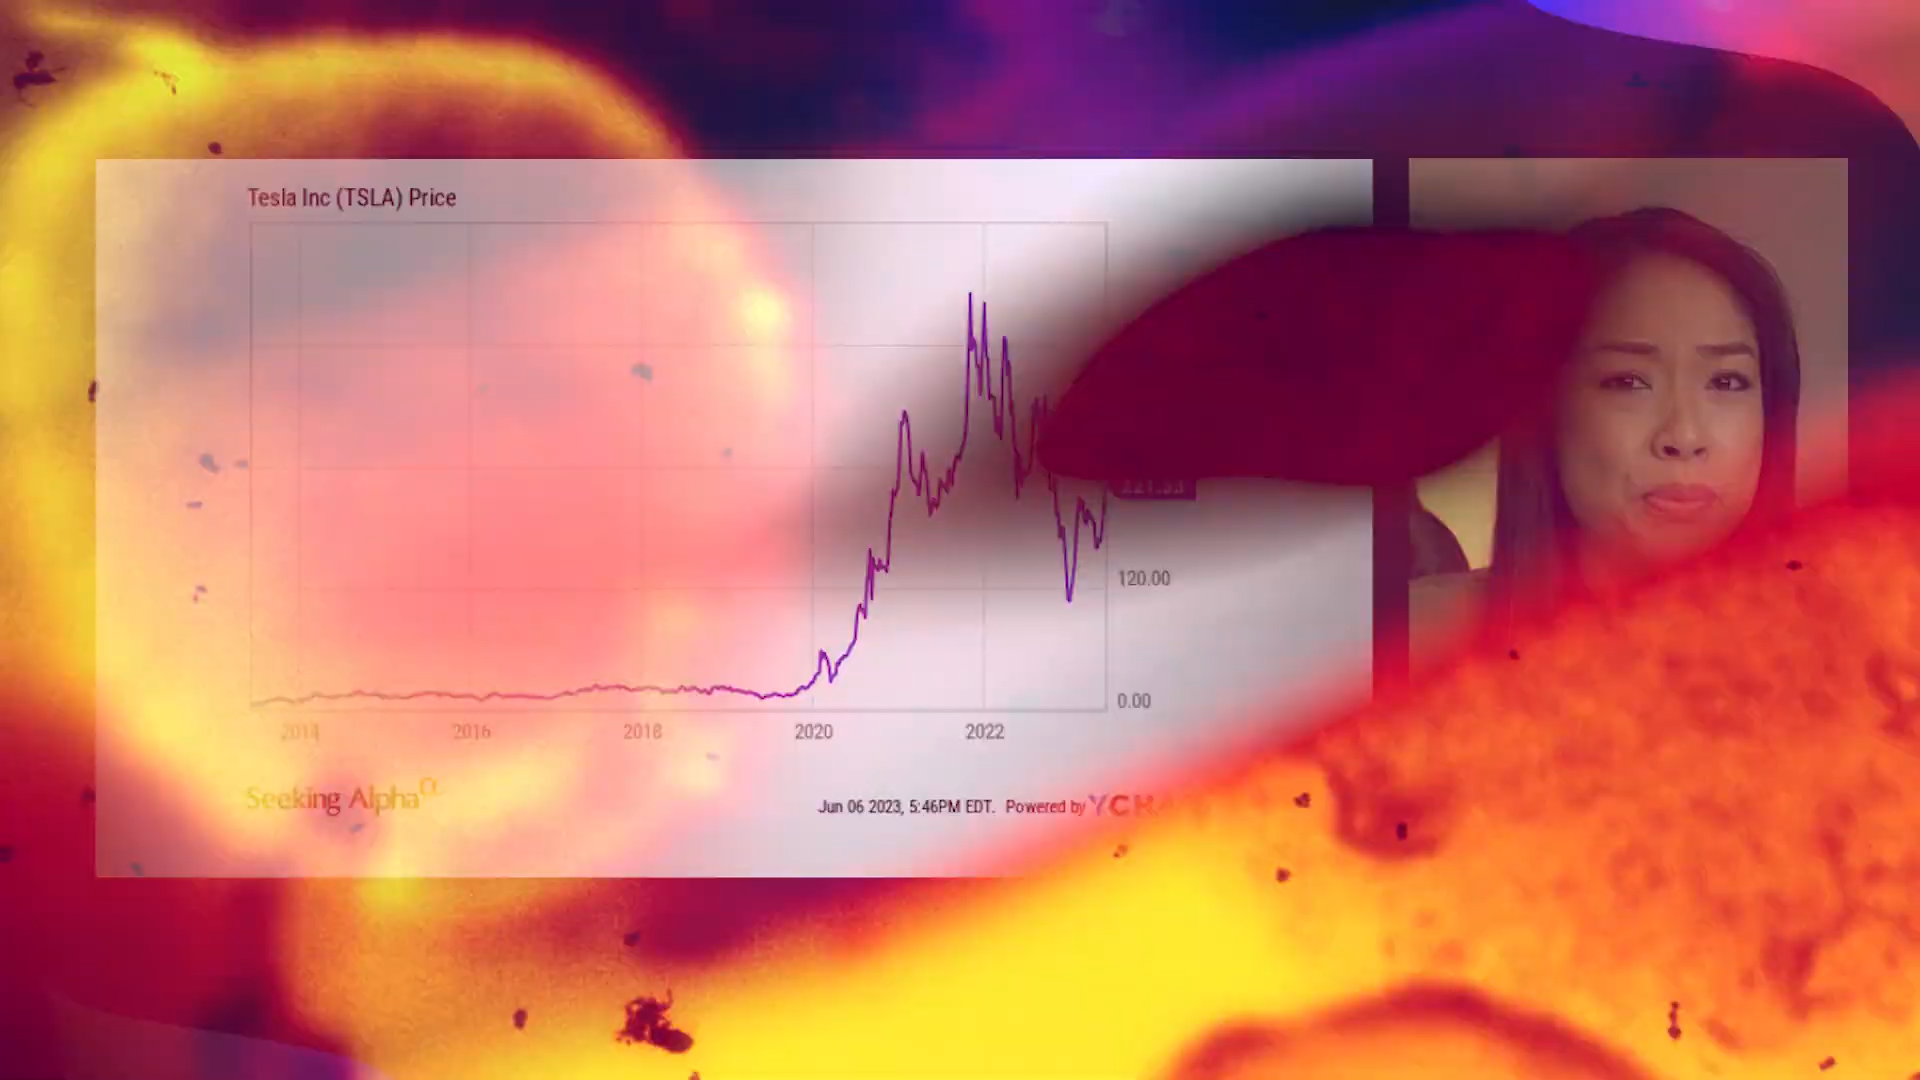 Tesla Inc (TSLA) Price
120.00
0.00
2014 2016 2018 2020 2022
Seeking Alpha
Jun 06 2023, 5:46PM EDT. Powered by